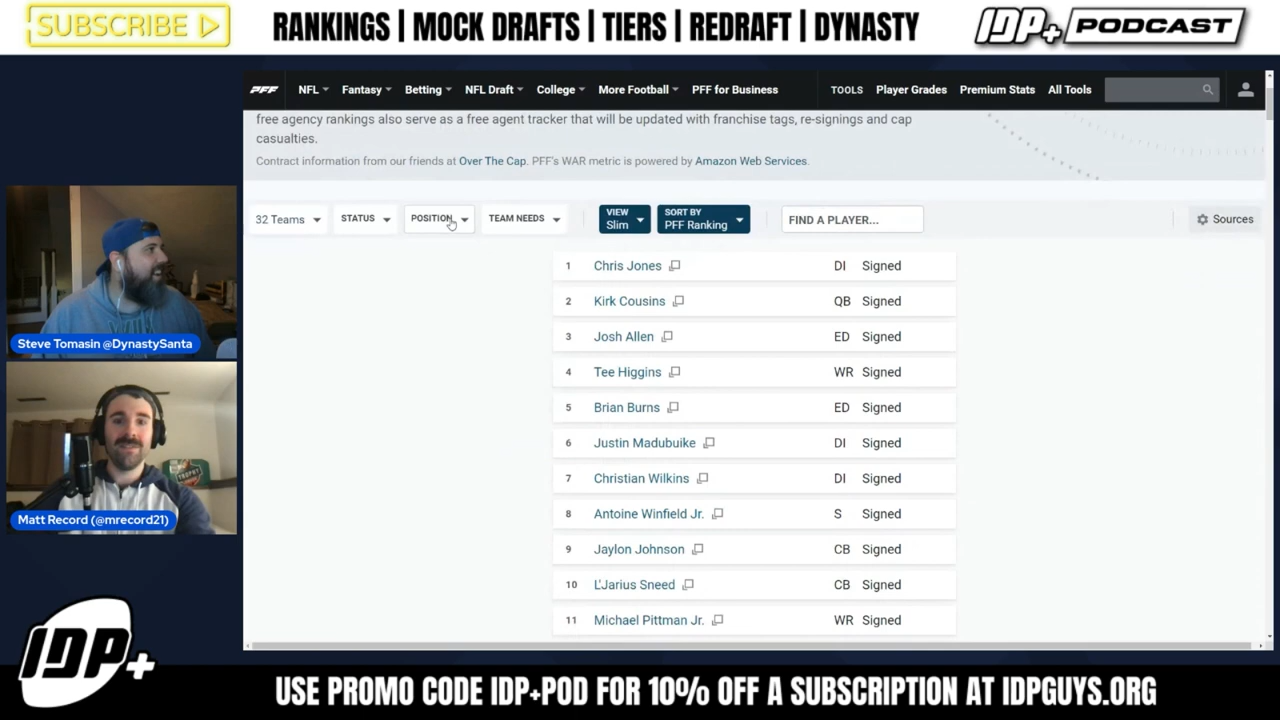 SUBSCRIBE
RANKINGS | MOCK DRAFTS | TIERS | REDRAFT | DYNASTY
IDP+ PODCAST
PFF NFL Fantasy Betting NFL Draft College More Football PFF for Business TOOLS Player Grades Premium Stats All Tools
free agency rankings also serve as a free agent tracker that will be updated with franchise tags, re-signings and cap
casualties.
Contract information from our friends at Over The Cap. PFF's WAR metric is powered by Amazon Web Services.
32 Teams STATUS POSITION TEAM NEEDS VIEW Slim SORT BY PFF Ranking FIND A PLAYER... Sources
1 Chris Jones DI Signed
2 Kirk Cousins QB Signed
3 Josh Allen ED Signed
4 Tee Higgins WR Signed
5 Brian Burns ED Signed
6 Justin Madubuike DI Signed
7 Christian Wilkins DI Signed
8 Antoine Winfield Jr. S Signed
9 Jaylon Johnson CB Signed
10 L'Jarius Sneed CB Signed
11 Michael Pittman Jr. WR Signed
Steve Tomasin @DynastySanta
Matt Record (@mrecord21)
IDP+
USE PROMO CODE IDP+POD FOR 10% OFF A SUBSCRIPTION AT IDPGUYS.ORG